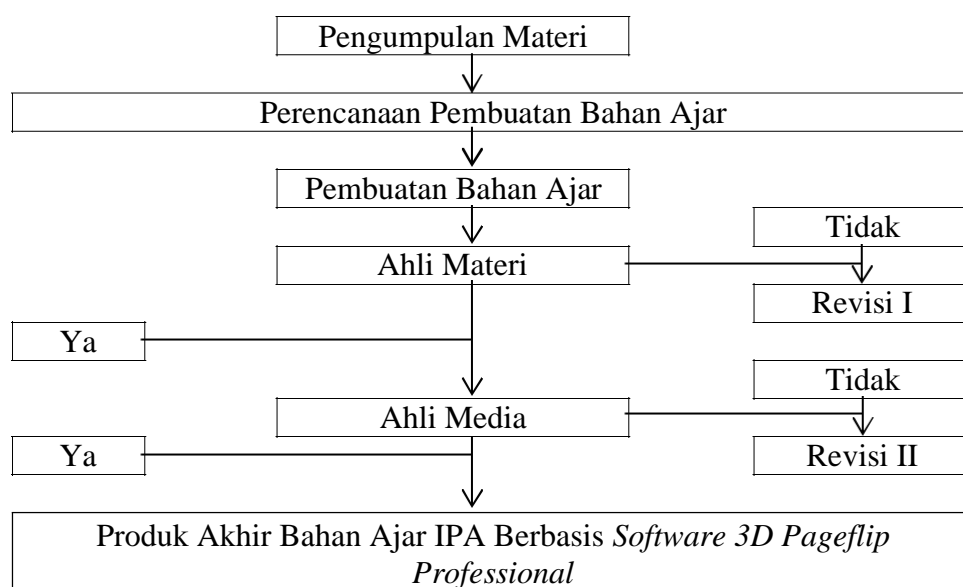 Pengumpulan Materi
Perencanaan Pembuatan Bahan Ajar
Pembuatan Bahan Ajar
Tidak
Ahli Materi
Revisi I
Ya
Tidak
Ahli Media
Ya
Revisi II
Produk Akhir Bahan Ajar IPA Berbasis Software 3D Pageflip
Professional